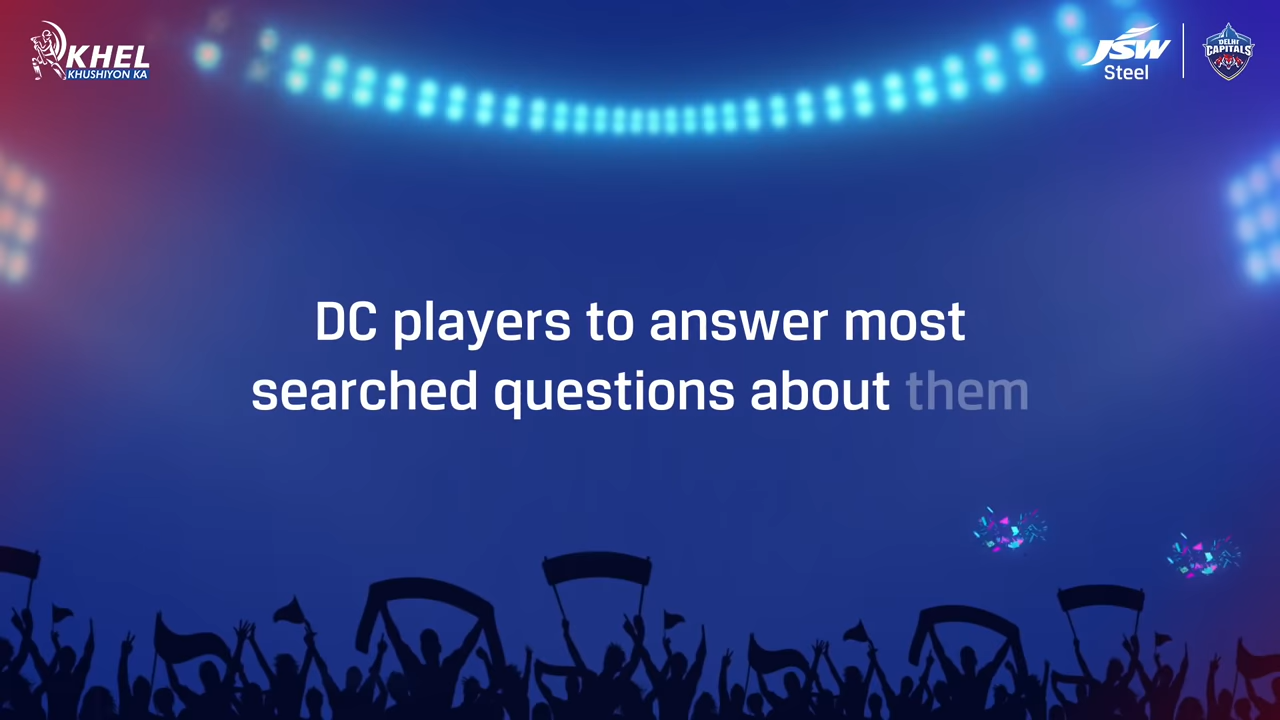 KHEL
KHUSHIYON KA
JSW
Steel
DELHI
CAPITALS
DC players to answer most
searched questions about them